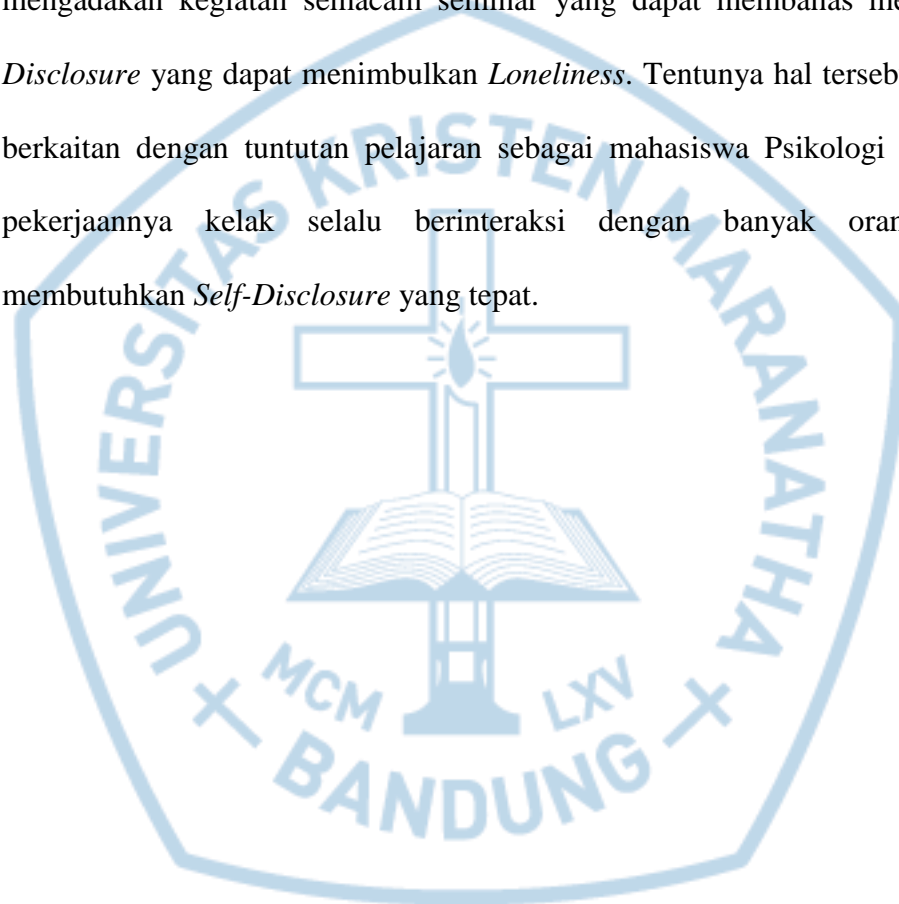 mengadakan kegiatan semacam seminar yang dapat membahas me
Disclosure yang dapat menimbulkan Loneliness. Tentunya hal terseb
berkaitan dengan tuntutan pelajaran sebagai mahasiswa Psikologi
pekerjaannya kelak selalu berinteraksi dengan banyak oran
membutuhkan Self-Disclosure yang tepat.
UNIVERSITAS KRISTEN MARANATHA
MCM LXV
BANDUNG